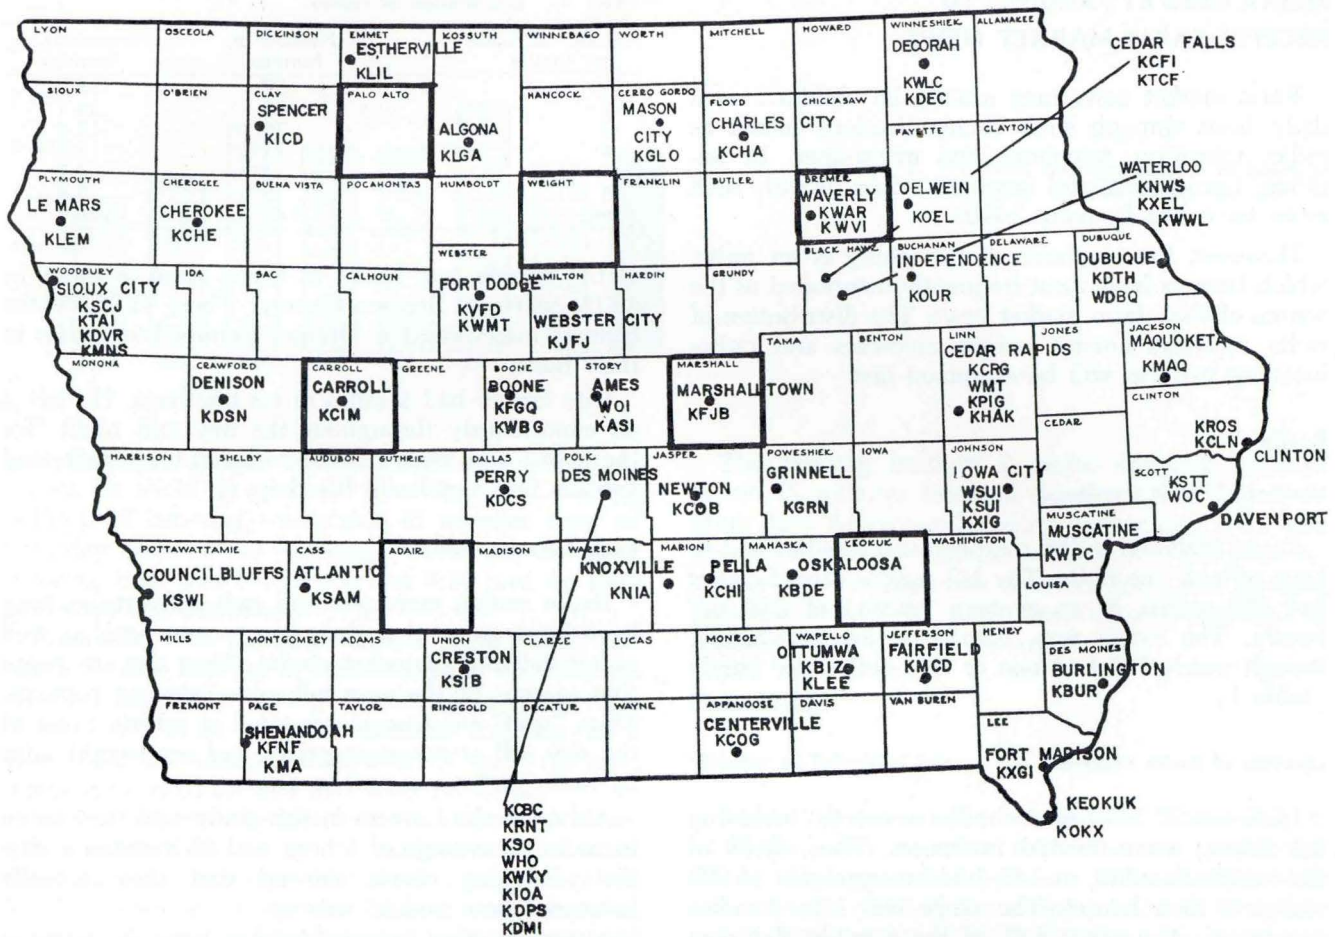 LYON
OSCEOLA
DICKINSON
EMMET
ESTHERVILLE
KLIL
KOSSUTH
WINNEBAGO
WORTH
MITCHELL
HOWARD
WINNESHIEK
DECORAH
KWLC
KDEC
ALLAMAKEE
CEDAR FALLS
KCFI
KTCF
SIOUX
O'BRIEN
CLAY
SPENCER
KICD
PALO ALTO
ALGONA
KLGA
HANCOCK
CERRO GORDO
MASON
CITY
KGLO
FLOYD
CHARLES
CITY
KCHA
CHICKASAW
FAYETTE
CLAYTON
WATERLOO
KNWS
KXEL
KWWL
PLYMOUTH
LE MARS
KLEM
CHEROKEE
CHEROKEE
KCHE
BUENA VISTA
POCAHONTAS
HUMBOLDT
WRIGHT
FRANKLIN
BUTLER
BREMER
WAVERLY
KWAR
KWVI
OELWEIN
KOEL
WEBSTER
BLACK HAWK
BUCHANAN
INDEPENDENCE
KOUR
DELAWARE
DUBUQUE
DUBUQUE
KDTH
WDBQ
WOODBURY
SIOUX CITY
KSCJ
KTAI
KDVR
KMNS
IDA
SAC
CALHOUN
FORT DODGE
KVFD
KWMT
HAMILTON
WEBSTER CITY
KJFJ
HARDIN
GRUNDY
TAMA
BENTON
LINN
CEDAR RAPIDS
KCRG
WMT
KPIG
KHAK
JONES
JACKSON
MAQUOKETA
KMAQ
MONONA
CRAWFORD
DENISON
KDSN
CARROLL
CARROLL
KCIM
GREENE
BOONE
BOONE
KFGQ
KWBG
STORY
AMES
WOI
KASI
MARSHALL
MARSHALLTOWN
KFJB
CLINTON
KROS
KCLN
CLINTON
CEDAR
HARRISON
SHELBY
AUDUBON
GUTHRIE
DALLAS
PERRY
KDCS
POLK
DES MOINES
JASPER
NEWTON
KCOB
POWESHIEK
GRINNELL
KGRN
IOWA
JOHNSON
IOWA CITY
WSUI
KSUI
KXIG
SCOTT
KSTT
WOC
DAVENPORT
MUSCATINE
MUSCATINE
KWPC
POTTAWATTAMIE
COUNCIL BLUFFS
KSWI
CASS
ATLANTIC
KSAM
ADAIR
MADISON
WARREN
KNOXVILLE
KNIA
MARION
PELLA
KCHI
MAHASKA
OSKALOOSA
KBDE
KEOKUK
WASHINGTON
LOUISA
MILLS
MONTGOMERY
ADAMS
UNION
CRESTON
KSIB
CLARKE
LUCAS
MONROE
WAPELLO
OTTUMWA
KBIZ
KLEE
JEFFERSON
FAIRFIELD
KMCD
HENRY
DES MOINES
BURLINGTON
KBUR
FREMONT
PAGE
SHENANDOAH
KFNF
KMA
TAYLOR
RINGGOLD
DECATUR
WAYNE
APPANOOSE
CENTERVILLE
KCOG
DAVIS
VAN BUREN
LEE
FORT MADISON
KXGI
KEOKUK
KOKX
KCBC
KRNT
KSO
WHO
KWKY
KIOA
KDPS
KDMI